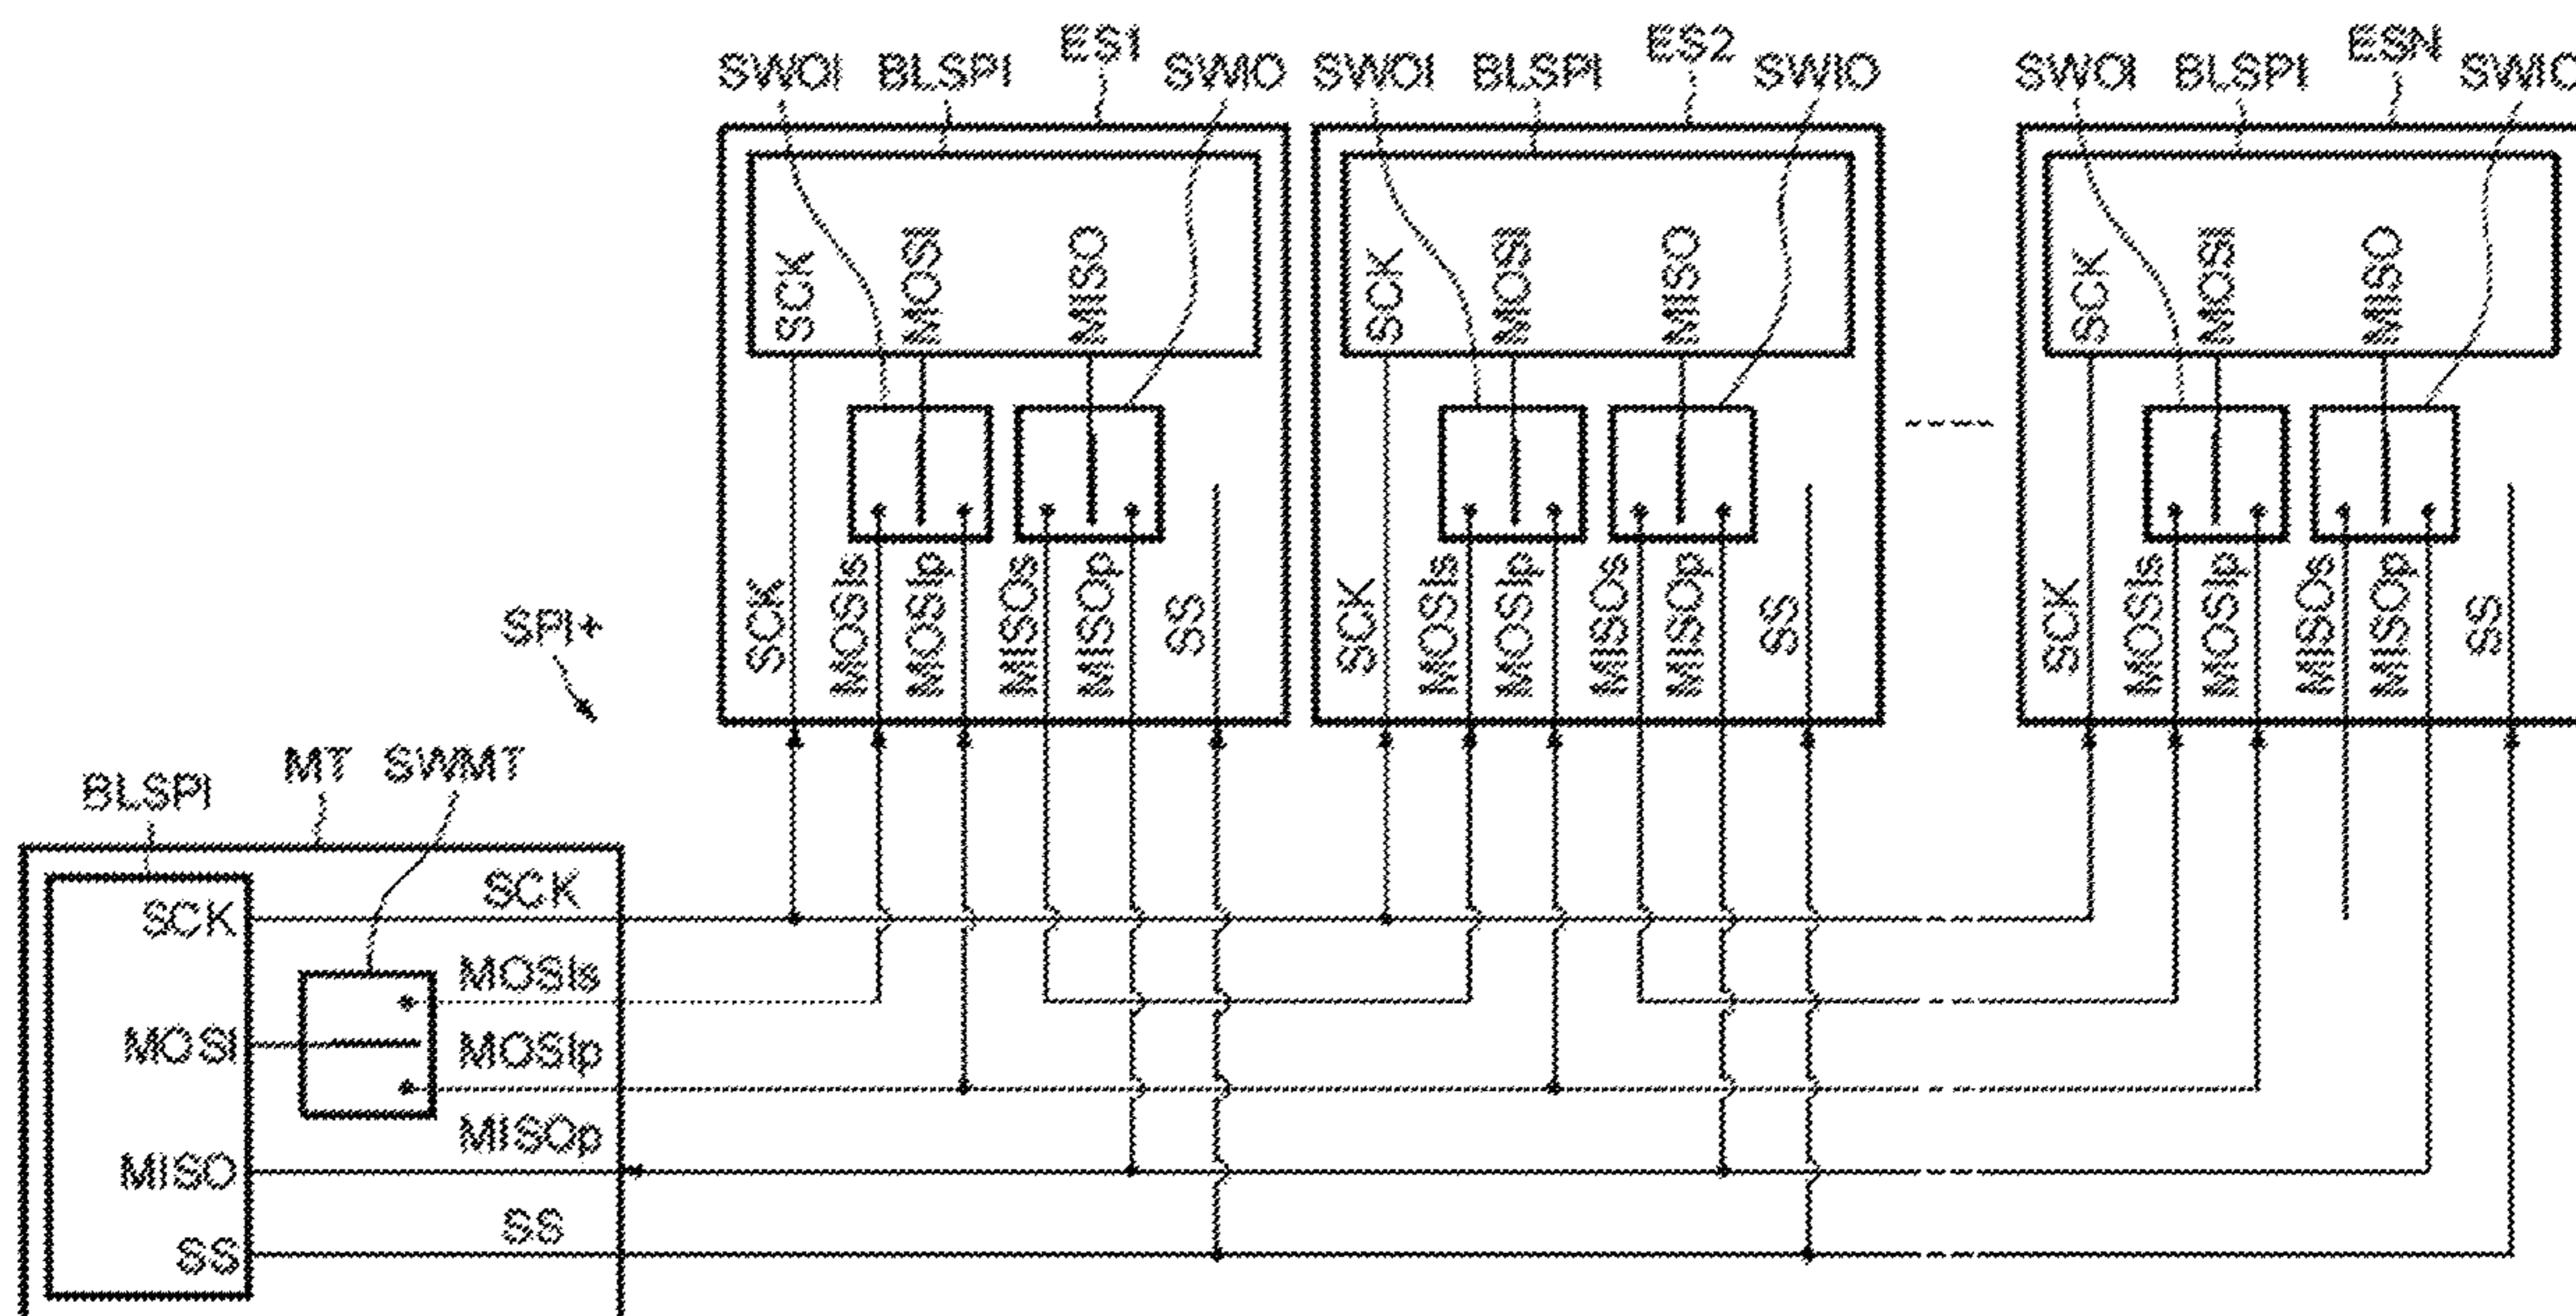 ES1 ES2 ESN
SWOI BLSPI SWIO SWOI BLSPI SWIO SWOI BLSPI SWIO
SCK MOSI MISO SCK MOSI MISO SCK MOSI MISO
SCK MOSIs MOSIp MISOs MISOp SS SCK MOSIs MOSIp MISOs MISOp SS SCK MOSIs MOSIp MISOs MISOp SS
SPI+
BLSPI MT SWMT
SCK SCK
MOSIs
MOSI MOSIp
MISOp
MISO
SS SS